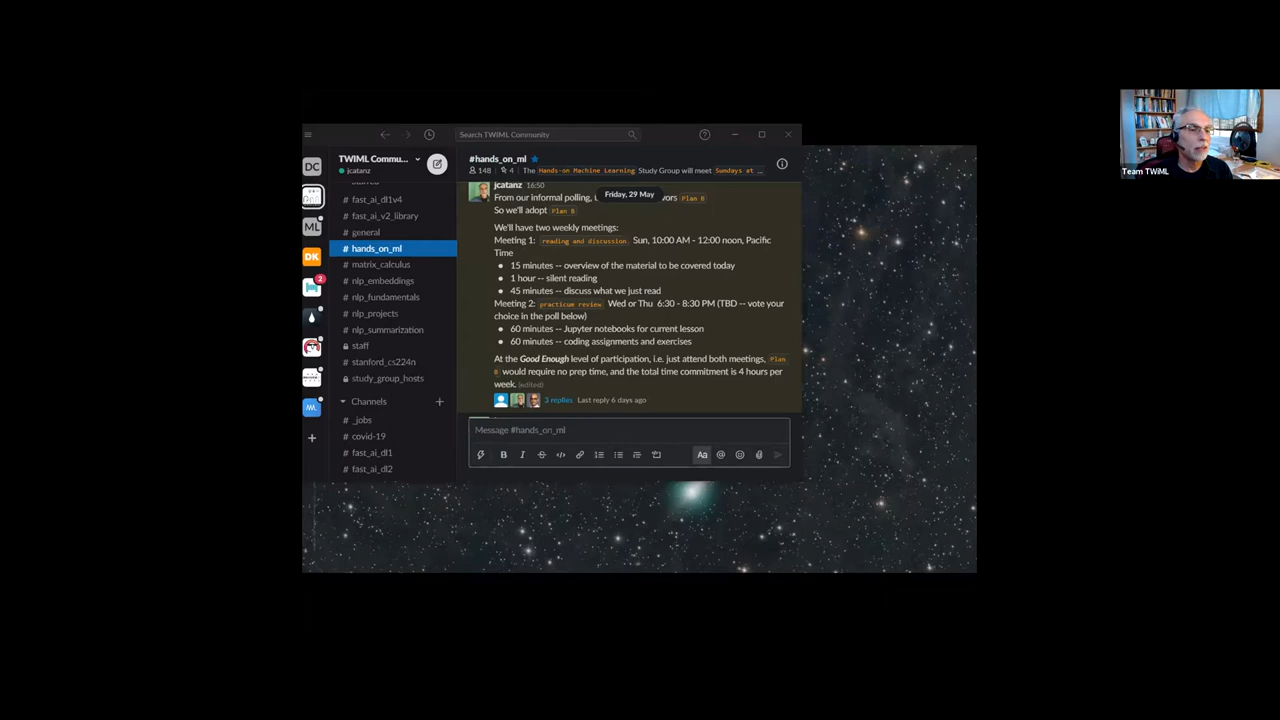 Search TWIML Community
TWIML Commu...
jcatanz
# fast_ai_dl1v4
# fast_ai_v2_library
# general
# hands_on_ml
# matrix_calculus
# nlp_embeddings
# nlp_fundamentals
# nlp_projects
# nlp_summarization
staff
# stanford_cs224n
study_group_hosts
Channels
# _jobs
# covid-19
# fast_ai_dl1
# fast_ai_dl2
DC
ML
DK
2
#hands_on_ml
148 4 The Hands-on Machine Learning Study Group will meet Sundays at ...
jcatanz 16:50
Friday, 29 May
From our informal polling, vors Plan B
So we'll adopt Plan B
We'll have two weekly meetings:
Meeting 1: reading and discussion. Sun, 10:00 AM - 12:00 noon, Pacific
Time
• 15 minutes -- overview of the material to be covered today
• 1 hour -- silent reading
• 45 minutes -- discuss what we just read
Meeting 2: practicum review Wed or Thu 6:30 - 8:30 PM (TBD -- vote your
choice in the poll below)
• 60 minutes -- Jupyter notebooks for current lesson
• 60 minutes -- coding assignments and exercises
At the Good Enough level of participation, i.e. just attend both meetings, Plan
B would require no prep time, and the total time commitment is 4 hours per
week. (edited)
3 replies Last reply 6 days ago
Message #hands_on_ml
B I Aa @
Team TWiML